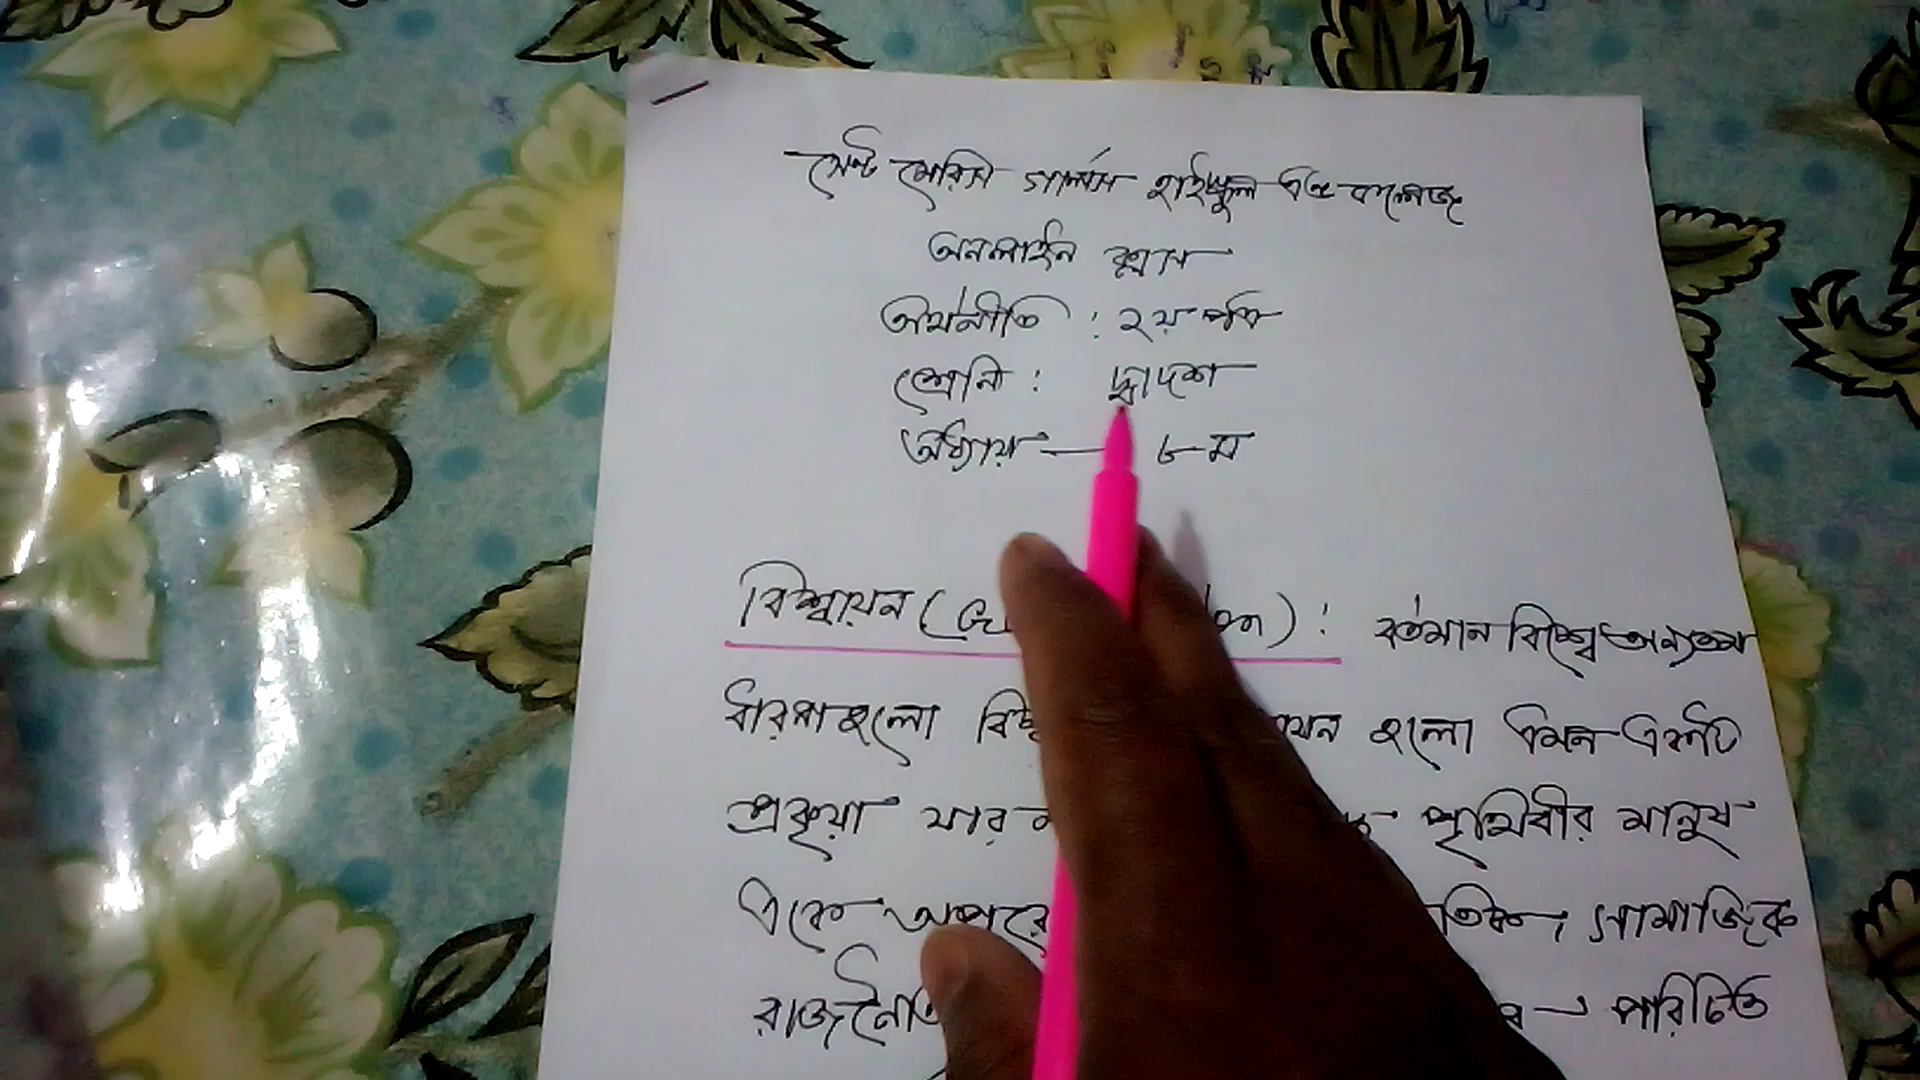 সেন্ট মেরিস গার্লস হাইস্কুল এন্ড কলেজ
অনলাইন ক্লাস
অর্থনীতি : ২য় পত্র
শ্রেনি : দ্বাদশ
অধ্যায় — ৮ম
বিশ্বায়ন ( ) : বর্তমান বিশ্বে অন্যতম
ধারণা হলো হলো এমন একটি
প্রকৃয়া যার পৃথিবীর মানুষ
একে অপরের সামাজিক
পরিচিত